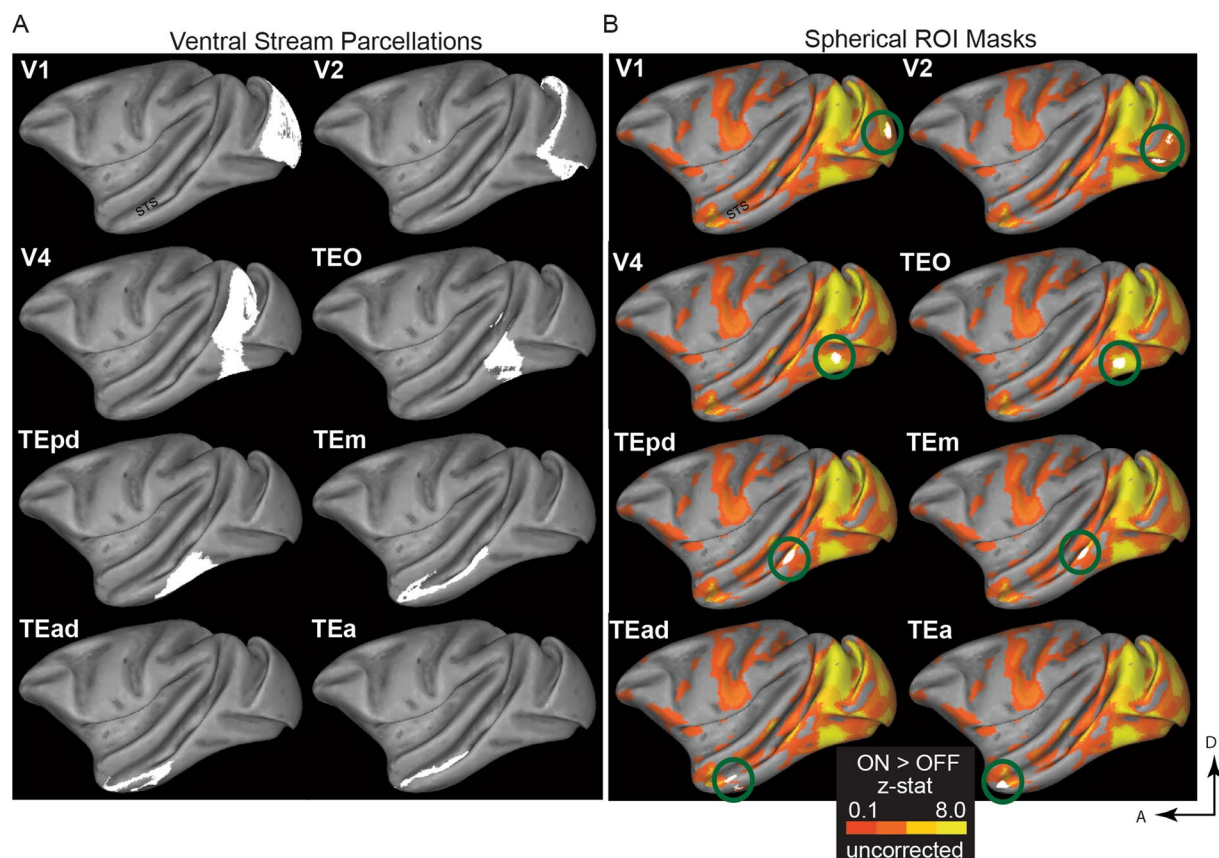 A
B
Ventral Stream Parcellations
Spherical ROI Masks
V1
V2
V1
V2
STS
STS
V4
TEO
V4
TEO
TEpd
TEm
TEpd
TEm
TEad
TEa
TEad
TEa
ON > OFF
z-stat
0.1 8.0
uncorrected
D
A